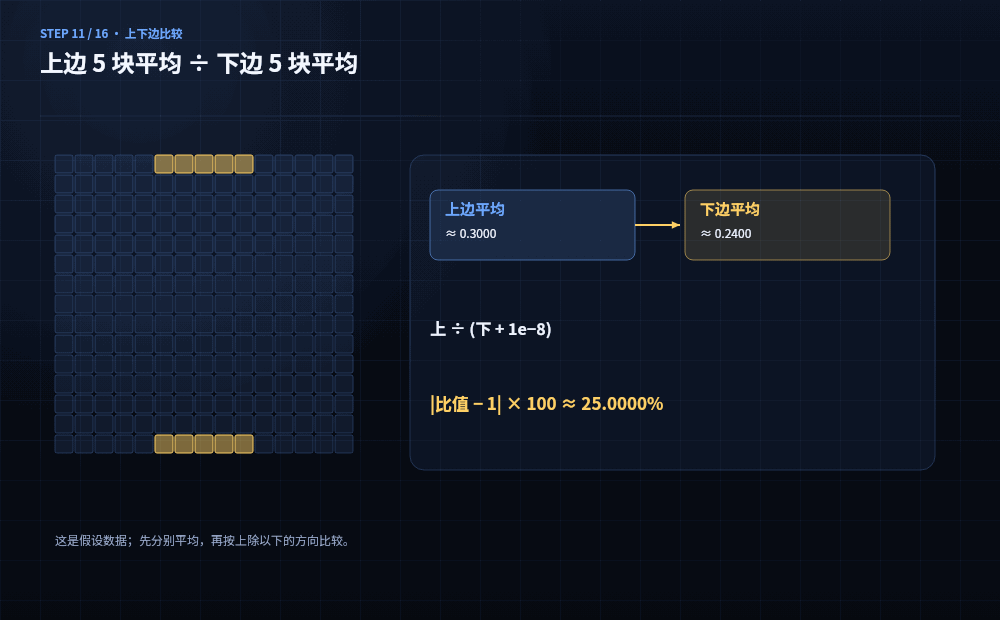 STEP 11 / 16 • 上下边比较
上边 5 块平均 ÷ 下边 5 块平均
上边平均
≈ 0.3000
下边平均
≈ 0.2400
上 ÷ (下 + 1e−8)
|比值 − 1| × 100 ≈ 25.0000%
这是假设数据；先分别平均，再按上除以下的方向比较。